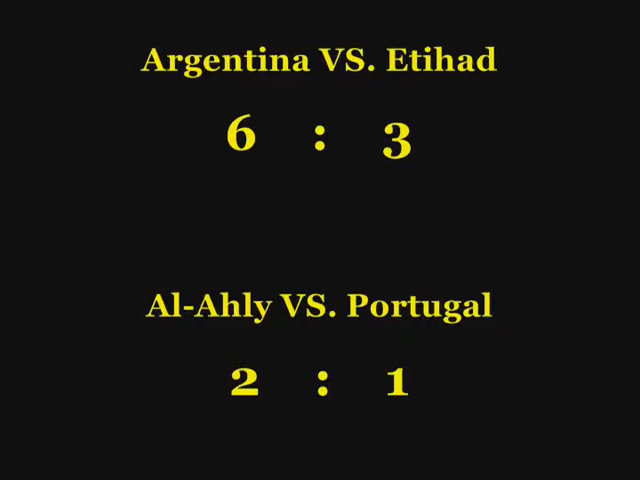 Argentina VS. Etihad
6 : 3
Al-Ahly VS. Portugal
2 : 1